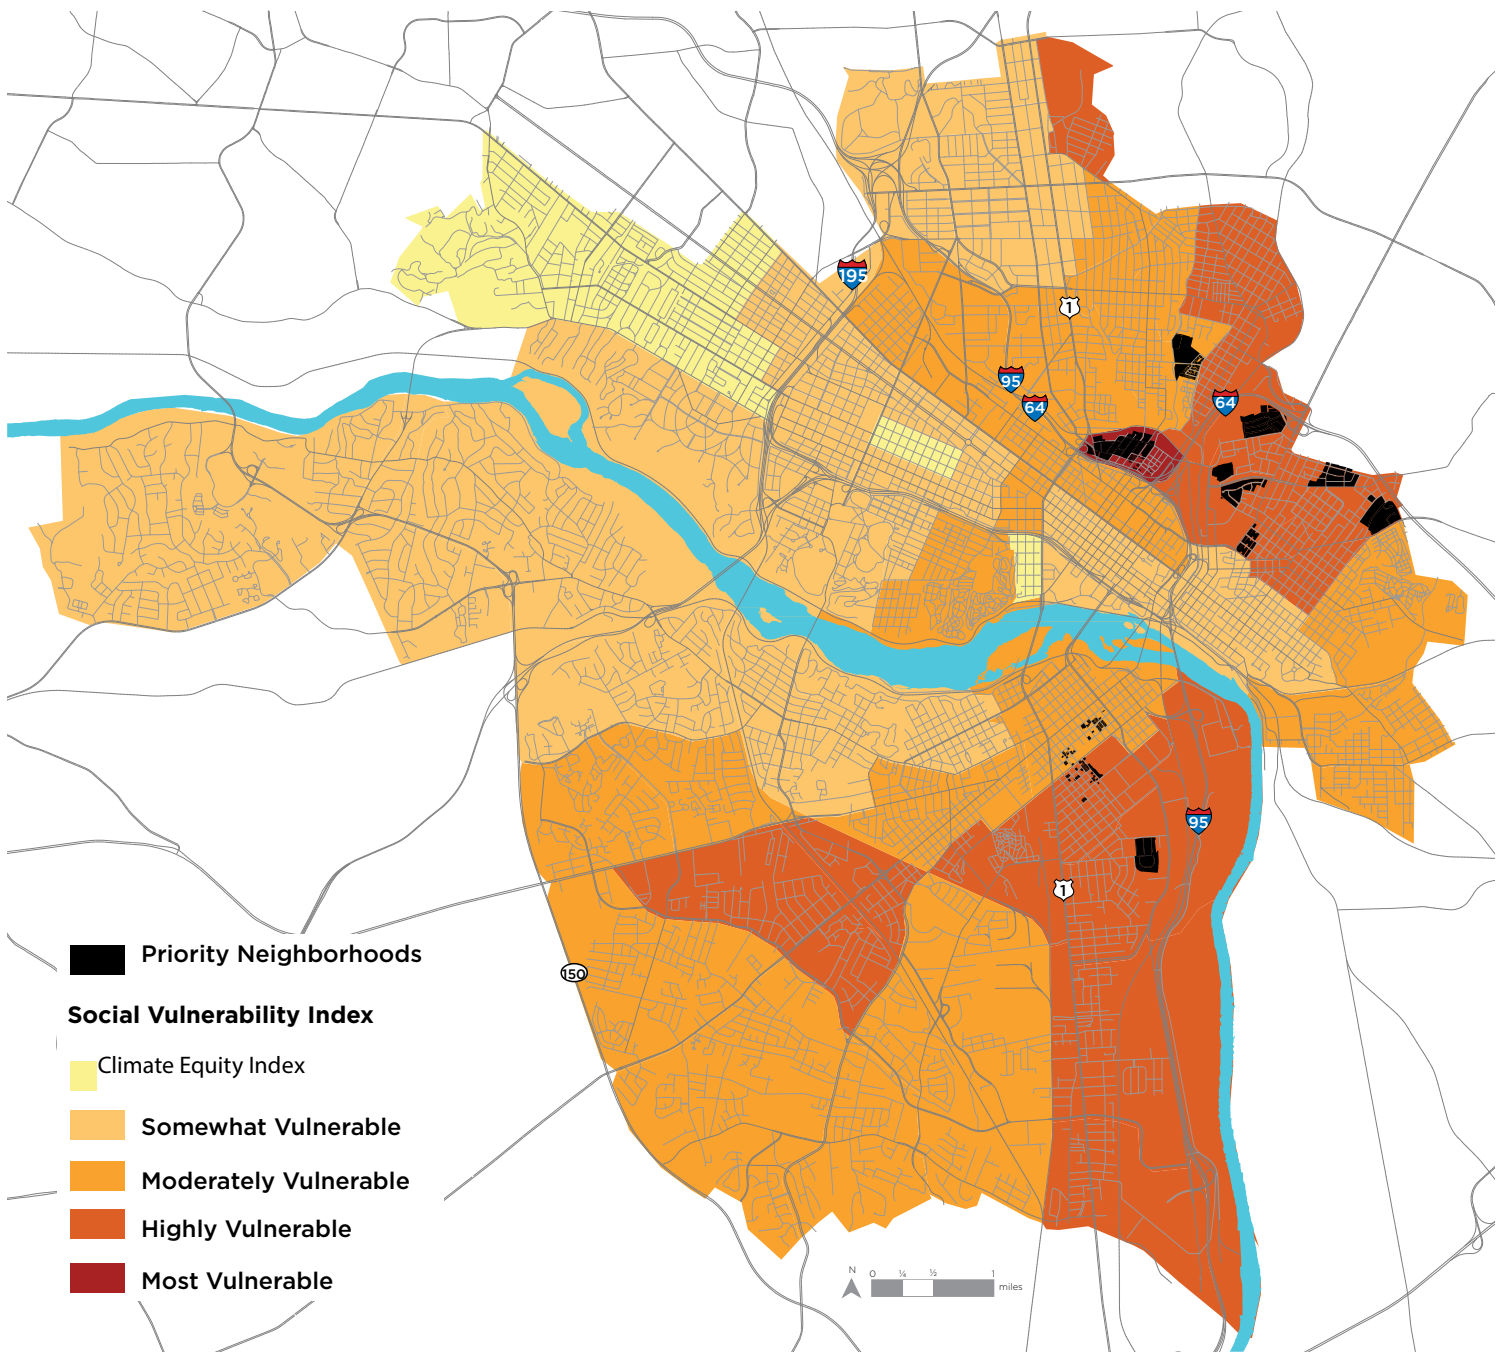 195
1
95
64
64
95
1
150
Priority Neighborhoods
Social Vulnerability Index
Climate Equity Index
Somewhat Vulnerable
Moderately Vulnerable
Highly Vulnerable
Most Vulnerable
N
0 ¼ ½ 1
miles